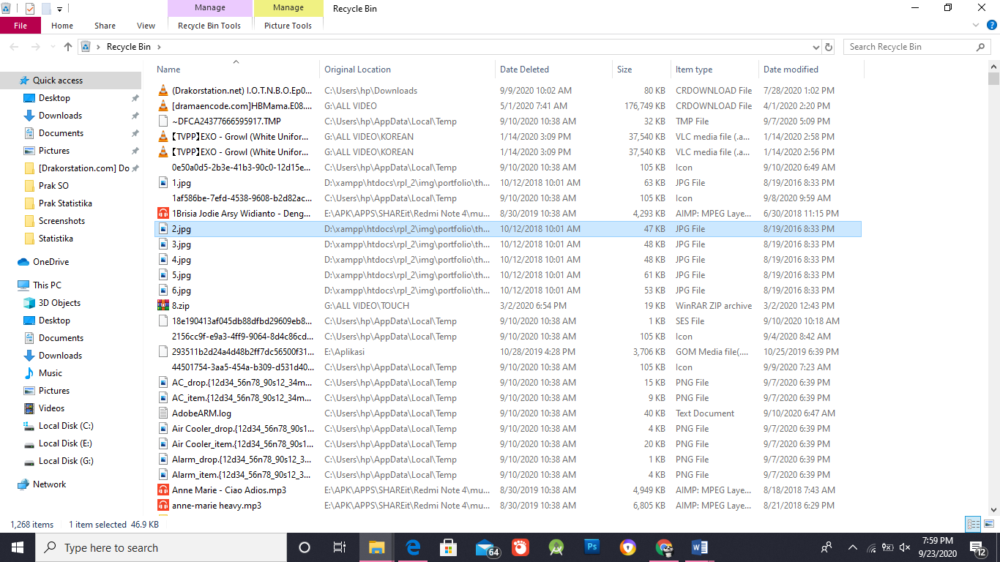 Manage Manage Recycle Bin
File Home Share View Recycle Bin Tools Picture Tools
Recycle Bin Search Recycle Bin
Name Original Location Date Deleted Size Item type Date modified
Quick access
Desktop
Downloads
Documents
Pictures
[Drakorstation.com] Do
Prak SO
Prak Statistika
Screenshots
Statistika
OneDrive
This PC
3D Objects
Desktop
Documents
Downloads
Music
Pictures
Videos
Local Disk (C:)
Local Disk (E:)
Local Disk (G:)
Network
(Drakorstation.net) I.O.T.N.B.O.Ep0... C:\Users\hp\Downloads 9/9/2020 10:02 AM 80 KB CRDOWNLOAD File 7/28/2020 1:02 PM
[dramaencode.com]HBMama.E08.... G:\ALL VIDEO 5/1/2020 7:41 AM 176,749 KB CRDOWNLOAD File 4/1/2020 2:20 PM
~DFCA24377666595917.TMP C:\Users\hp\AppData\Local\Temp 9/10/2020 10:38 AM 32 KB TMP File 9/7/2020 5:09 PM
【TVPP】EXO - Growl (White Unifor... G:\ALL VIDEO\KOREAN 1/14/2020 3:09 PM 37,540 KB VLC media file (.a... 1/14/2020 2:58 PM
【TVPP】EXO - Growl (White Unifor... G:\ALL VIDEO\KOREAN 1/14/2020 3:09 PM 37,540 KB VLC media file (.a... 1/14/2020 2:56 PM
0e50a0d5-2b3e-41b3-90c0-12d15e... C:\Users\hp\AppData\Local\Temp 9/10/2020 10:38 AM 105 KB Icon 9/10/2020 6:49 AM
1.jpg D:\xampp\htdocs\rpl_2\img\portfolio\th... 10/12/2018 10:01 AM 63 KB JPG File 8/19/2016 8:33 PM
1af586be-7efd-4538-9608-b2d82ac... C:\Users\hp\AppData\Local\Temp 9/10/2020 10:38 AM 105 KB Icon 9/8/2020 9:59 AM
1Brisia Jodie Arsy Widianto - Deng... E:\APK\APPS\SHAREit\Redmi Note 4\mu... 8/30/2019 10:38 AM 4,293 KB AIMP: MPEG Laye... 6/30/2018 11:15 PM
2.jpg D:\xampp\htdocs\rpl_2\img\portfolio\th... 10/12/2018 10:01 AM 47 KB JPG File 8/19/2016 8:33 PM
3.jpg D:\xampp\htdocs\rpl_2\img\portfolio\th... 10/12/2018 10:01 AM 48 KB JPG File 8/19/2016 8:33 PM
4.jpg D:\xampp\htdocs\rpl_2\img\portfolio\th... 10/12/2018 10:01 AM 48 KB JPG File 8/19/2016 8:33 PM
5.jpg D:\xampp\htdocs\rpl_2\img\portfolio\th... 10/12/2018 10:01 AM 61 KB JPG File 8/19/2016 8:33 PM
6.jpg D:\xampp\htdocs\rpl_2\img\portfolio\th... 10/12/2018 10:01 AM 53 KB JPG File 8/19/2016 8:33 PM
8.zip G:\ALL VIDEO\TOUCH 3/2/2020 6:54 PM 19 KB WinRAR ZIP archive 3/2/2020 12:43 PM
18e190413af045db88dfbd29609eb8... C:\Users\hp\AppData\Local\Temp 9/10/2020 10:38 AM 1 KB SES File 9/10/2020 10:18 AM
2156cc9f-e9a3-4ff9-9064-8d4c86cd... C:\Users\hp\AppData\Local\Temp 9/10/2020 10:38 AM 105 KB Icon 9/4/2020 8:42 AM
293511b2d24a4d48b2ff7dc56500f31... E:\Aplikasi 10/28/2019 4:28 PM 3,706 KB GOM Media file(.... 10/25/2019 6:39 PM
44501754-3aa5-454a-b309-d531d40... C:\Users\hp\AppData\Local\Temp 9/10/2020 10:38 AM 105 KB Icon 9/9/2020 7:23 AM
AC_drop.{12d34_56n78_90s12_34m... C:\Users\hp\AppData\Local\Temp 9/10/2020 10:38 AM 15 KB PNG File 9/7/2020 6:39 PM
AC_item.{12d34_56n78_90s12_34m... C:\Users\hp\AppData\Local\Temp 9/10/2020 10:38 AM 9 KB PNG File 9/7/2020 6:39 PM
AdobeARM.log C:\Users\hp\AppData\Local\Temp 9/10/2020 10:38 AM 40 KB Text Document 9/10/2020 6:47 AM
Air Cooler_drop.{12d34_56n78_90s1... C:\Users\hp\AppData\Local\Temp 9/10/2020 10:38 AM 4 KB PNG File 9/7/2020 6:39 PM
Air Cooler_item.{12d34_56n78_90s1... C:\Users\hp\AppData\Local\Temp 9/10/2020 10:38 AM 20 KB PNG File 9/7/2020 6:39 PM
Alarm_drop.{12d34_56n78_90s12_3... C:\Users\hp\AppData\Local\Temp 9/10/2020 10:38 AM 1 KB PNG File 9/7/2020 6:39 PM
Alarm_item.{12d34_56n78_90s12_3... C:\Users\hp\AppData\Local\Temp 9/10/2020 10:38 AM 4 KB PNG File 9/7/2020 6:39 PM
Anne Marie - Ciao Adios.mp3 E:\APK\APPS\SHAREit\Redmi Note 4\mu... 8/30/2019 10:38 AM 4,949 KB AIMP: MPEG Laye... 8/18/2018 7:43 AM
anne-marie heavy.mp3 E:\APK\APPS\SHAREit\Redmi Note 4\mu... 8/30/2019 10:38 AM 6,805 KB AIMP: MPEG Laye... 8/21/2018 6:29 PM
1,268 items 1 item selected 46.9 KB
Type here to search 64 Ps 7:59 PM
9/23/2020 12